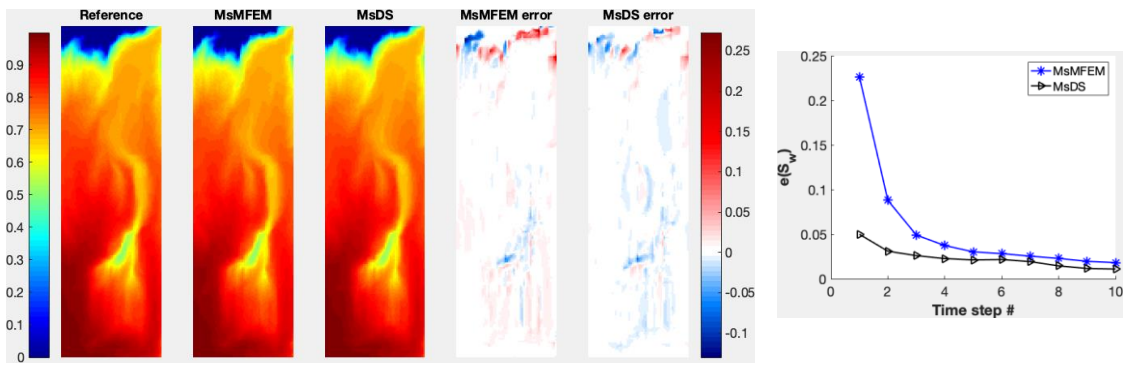 Reference
MsMFEM
MsDS
MsMFEM error
MsDS error
0.9
0.8
0.7
0.6
0.5
0.4
0.3
0.2
0.1
0
0.25
0.2
0.15
0.1
0.05
0
-0.05
-0.1
0.25
0.2
0.15
0.1
0.05
0
e(S_w)
0 2 4 6 8 10
Time step #
MsMFEM
MsDS